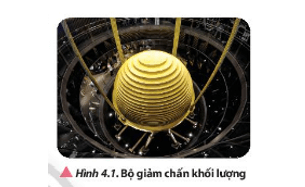 ▲ Hình 4.1. Bộ giảm chấn khối lượng